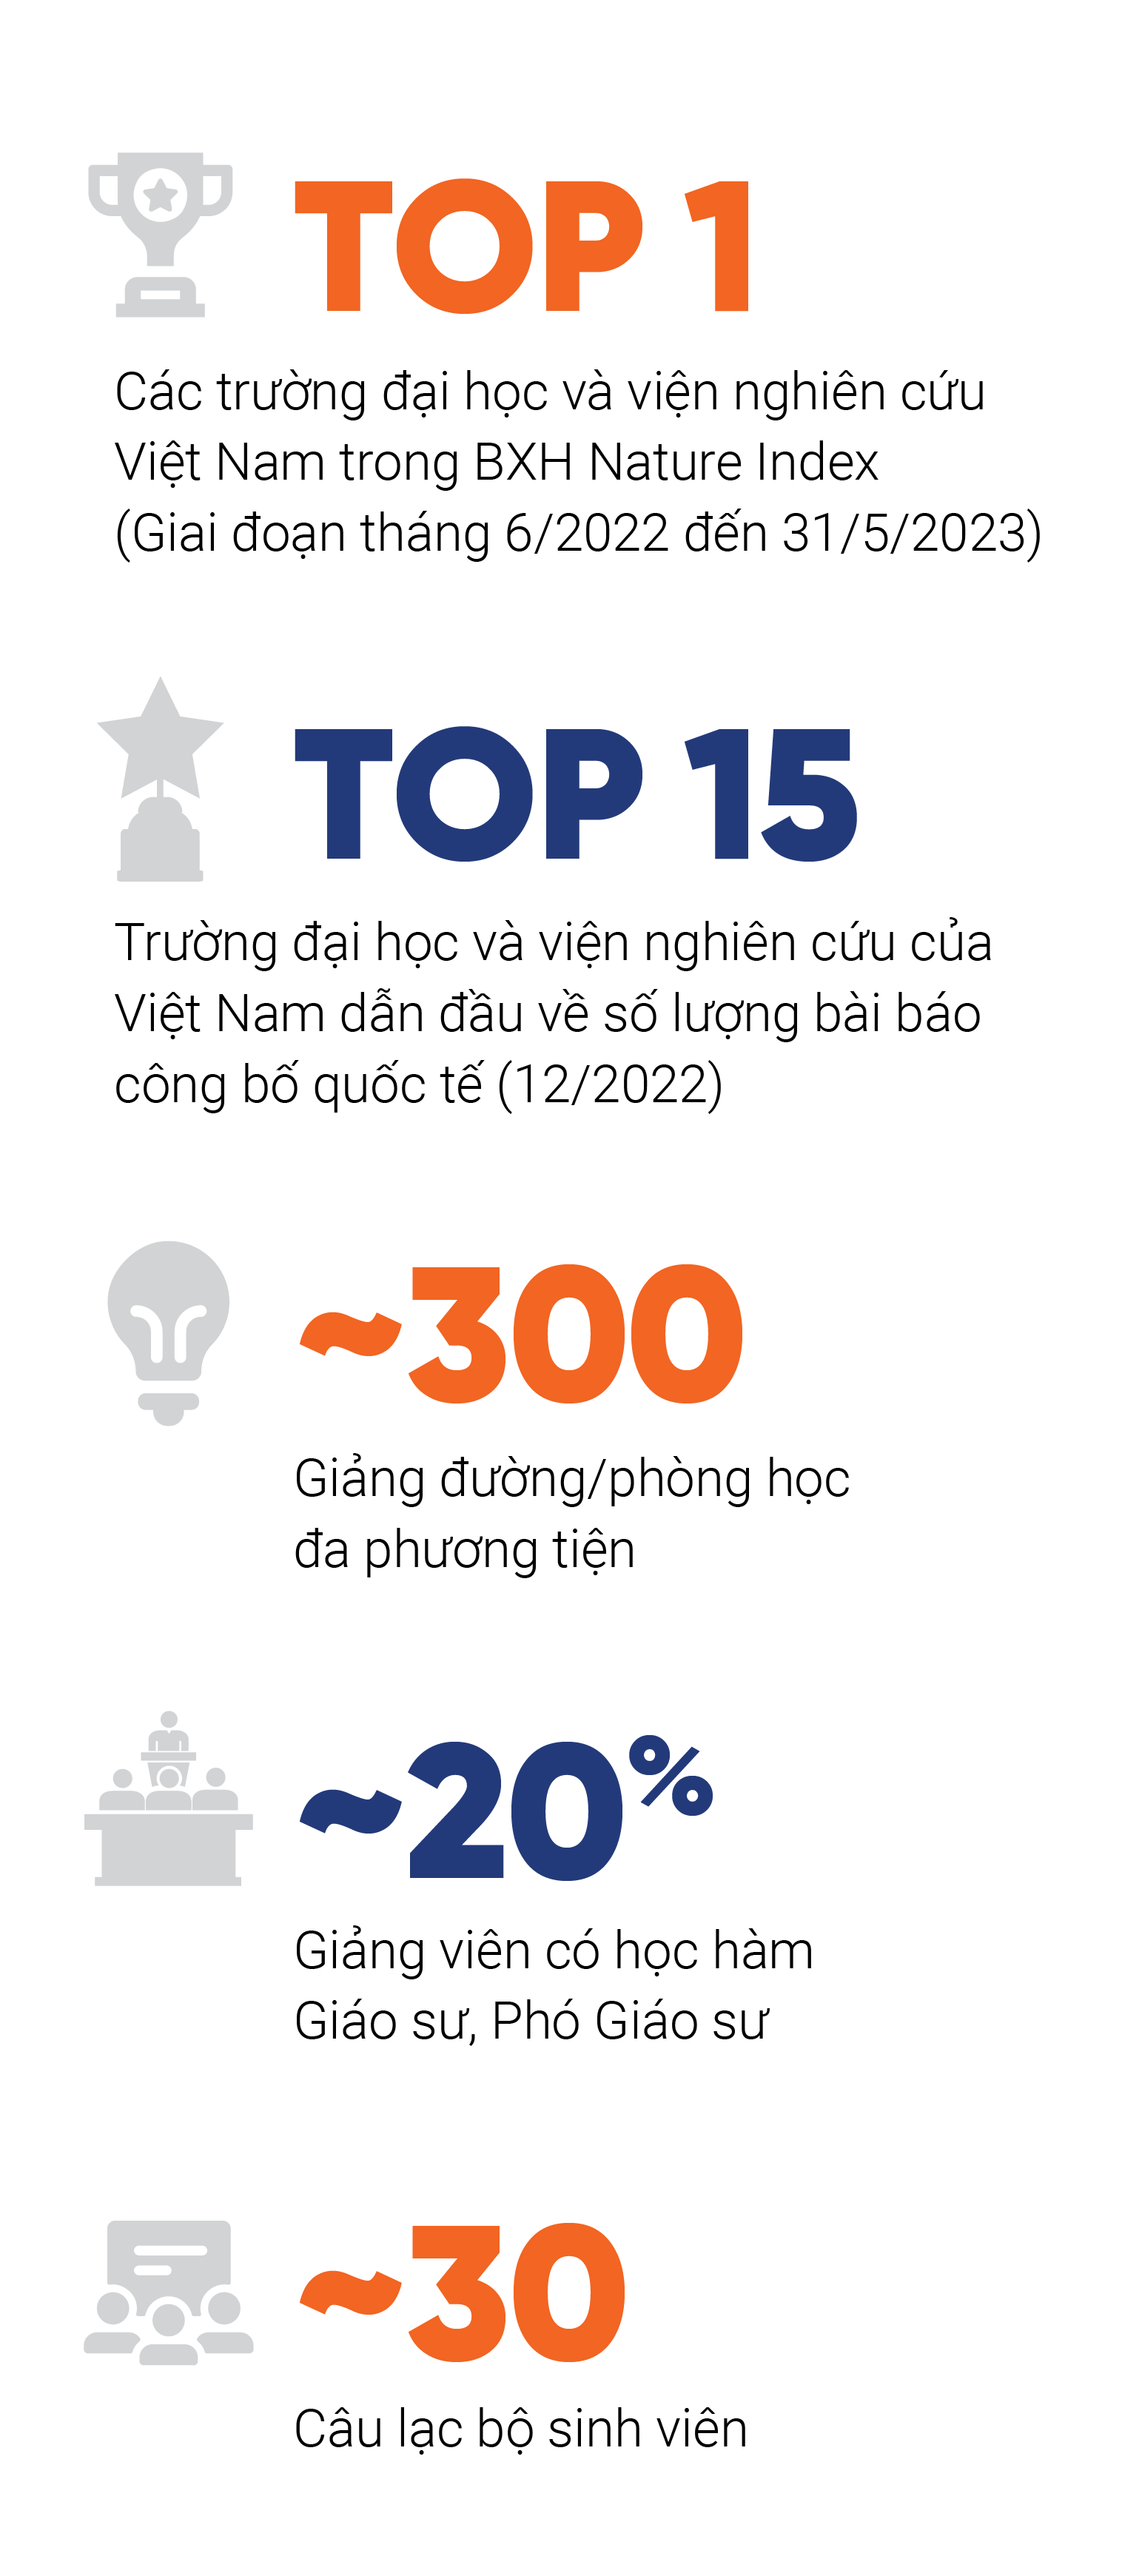 TOP 1
Các trường đại học và viện nghiên cứu
Việt Nam trong BXH Nature Index
(Giai đoạn tháng 6/2022 đến 31/5/2023)
TOP 15
Trường đại học và viện nghiên cứu của
Việt Nam dẫn đầu về số lượng bài báo
công bố quốc tế (12/2022)
~300
Giảng đường/phòng học
đa phương tiện
~20%
Giảng viên có học hàm
Giáo sư, Phó Giáo sư
~30
Câu lạc bộ sinh viên